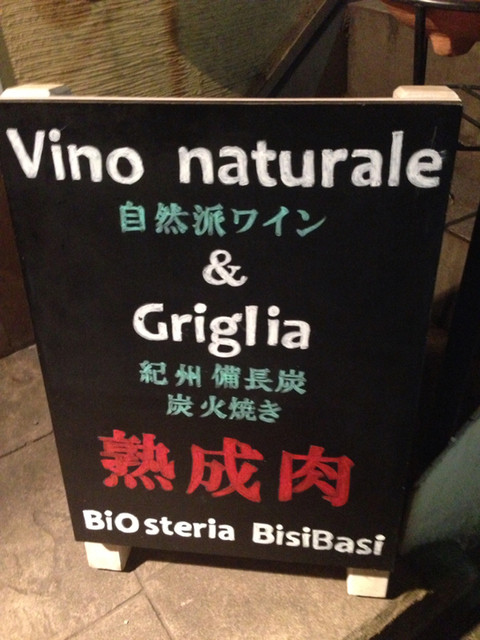 Vino naturale
自然派ワイン
&
Griglia
紀州備長炭
炭火焼き
熟成肉
BiOsteria BisiBasi